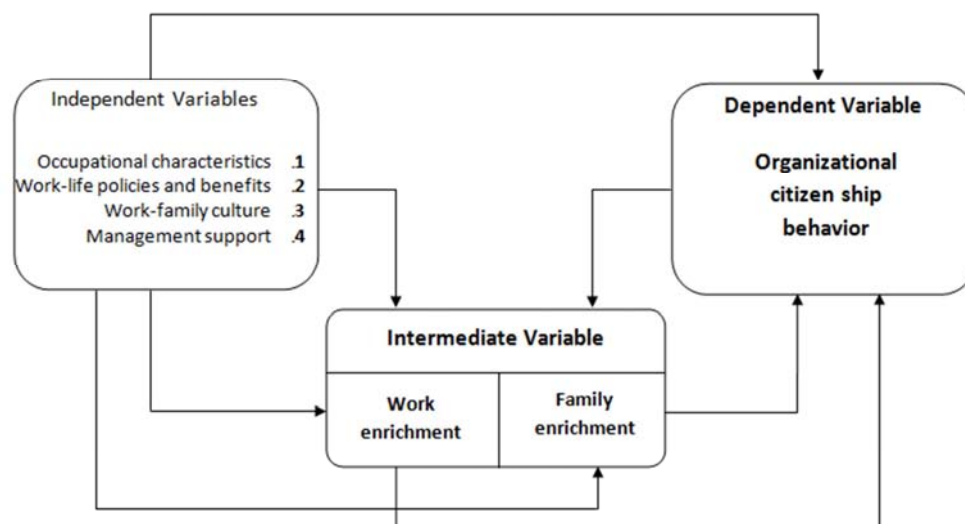 Independent Variables
Occupational characteristics .1
Work-life policies and benefits .2
Work-family culture .3
Management support .4
Dependent Variable
Organizational
citizen ship
behavior
Intermediate Variable
Work
enrichment
Family
enrichment